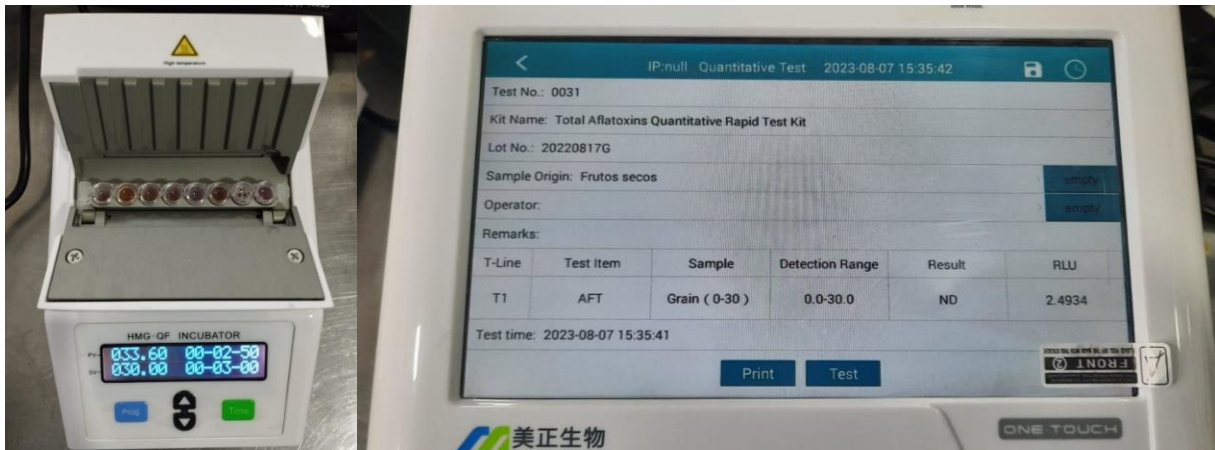 High temperature
HMG-QF INCUBATOR
PV 033.60 00-02-50
SV 030.00 00-03-00
Prog
Time
IP:null Quantitative Test 2023-08-07 15:35:42
Test No.: 0031
Kit Name: Total Aflatoxins Quantitative Rapid Test Kit
Lot No.: 20220817G
Sample Origin: Frutos secos
empty
Operator:
empty
Remarks:
T-Line Test Item Sample Detection Range Result RLU
T1 AFT Grain ( 0-30 ) 0.0-30.0 ND 2.4934
Test time: 2023-08-07 15:35:41
Print Test
FRONT 2
美正生物
ONE-TOUCH